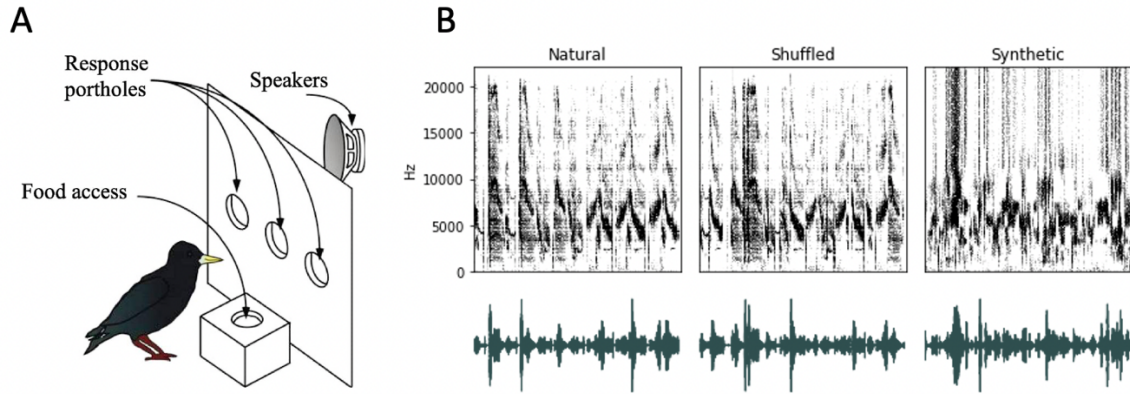 A
Response
portholes
Speakers
Food access
B
Natural
Shuffled
Synthetic
20000
15000
10000
5000
0
Hz